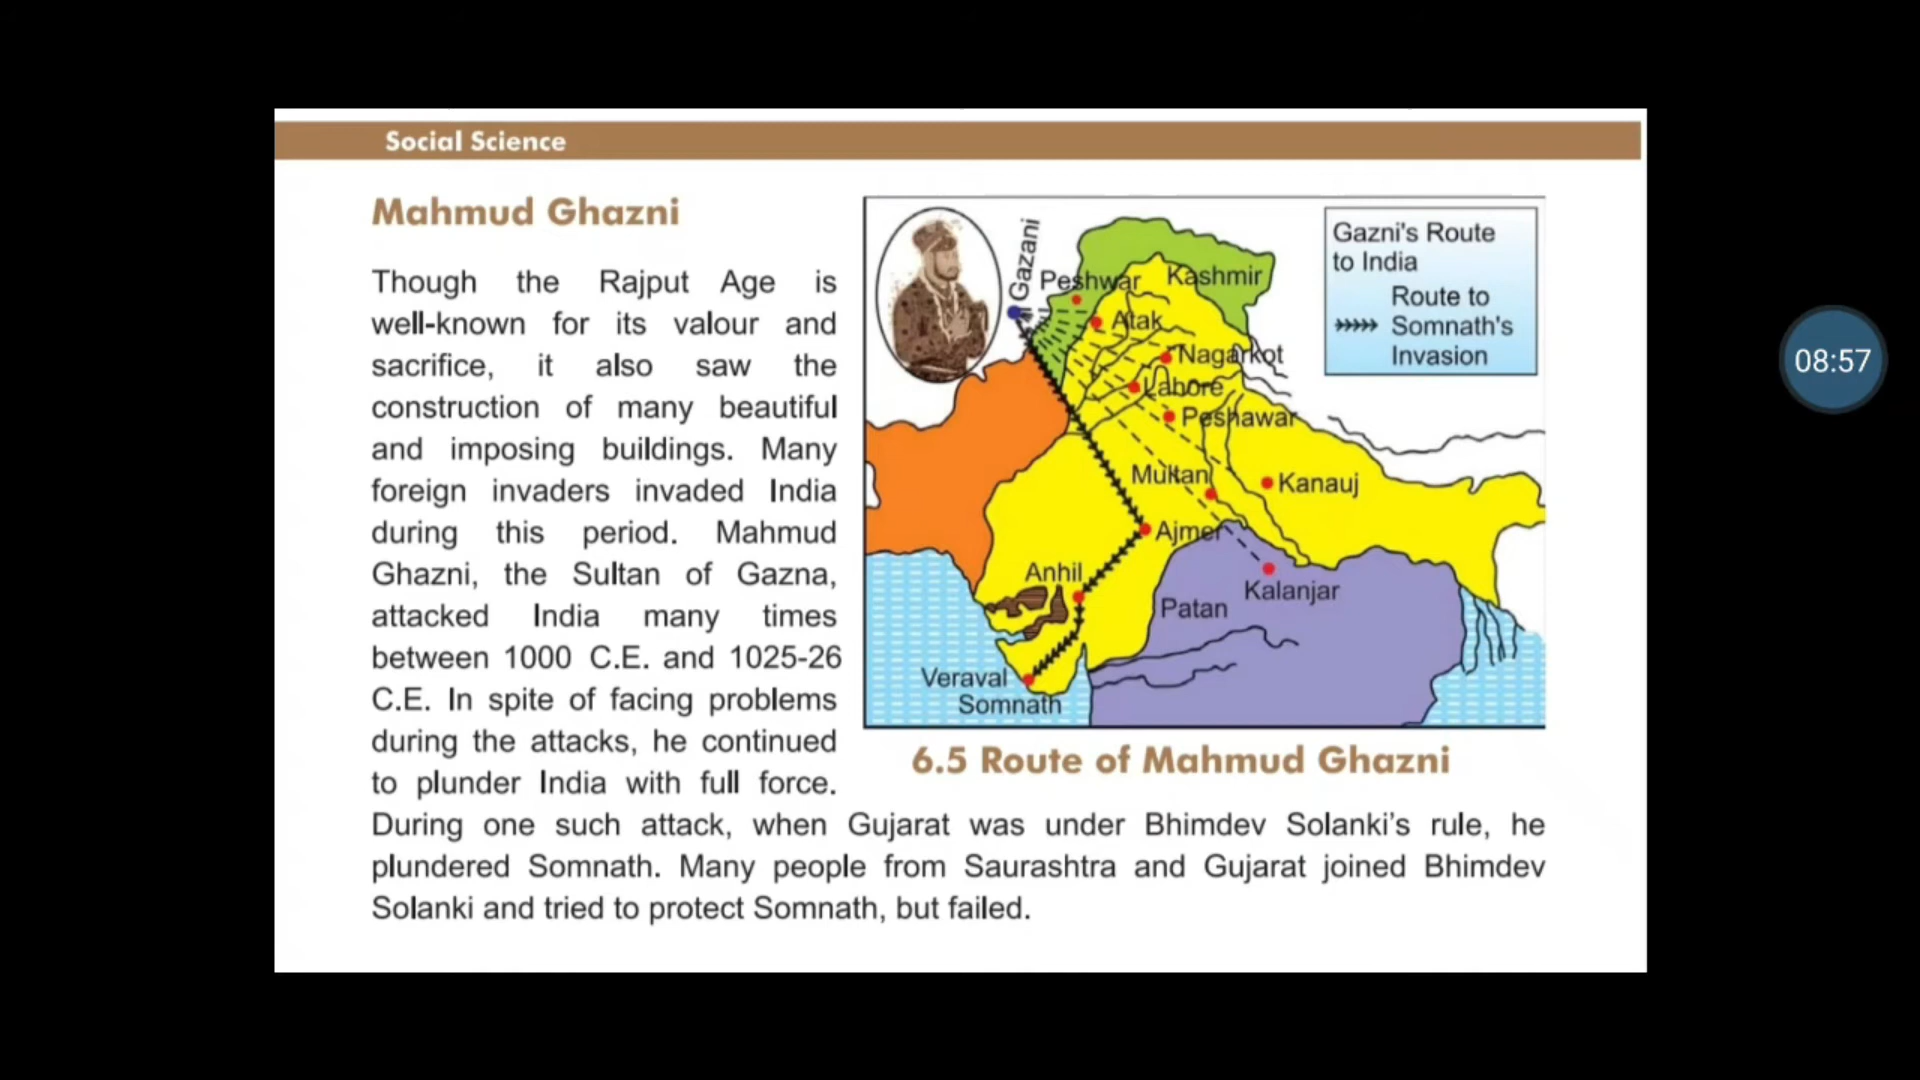 Social Science
Mahmud Ghazni
Though the Rajput Age is
well-known for its valour and
sacrifice, it also saw the
construction of many beautiful
and imposing buildings. Many
foreign invaders invaded India
during this period. Mahmud
Ghazni, the Sultan of Gazna,
attacked India many times
between 1000 C.E. and 1025-26
C.E. In spite of facing problems
during the attacks, he continued
to plunder India with full force.
During one such attack, when Gujarat was under Bhimdev Solanki's rule, he
plundered Somnath. Many people from Saurashtra and Gujarat joined Bhimdev
Solanki and tried to protect Somnath, but failed.
Gazani
Peshwar
Kashmir
Atak
Nagarkot
Lahore
Peshawar
Multan
Kanauj
Ajmer
Anhil
Kalanjar
Patan
Veraval
Somnath
Gazni's Route
to India
Route to
Somnath's
Invasion
6.5 Route of Mahmud Ghazni
08:57